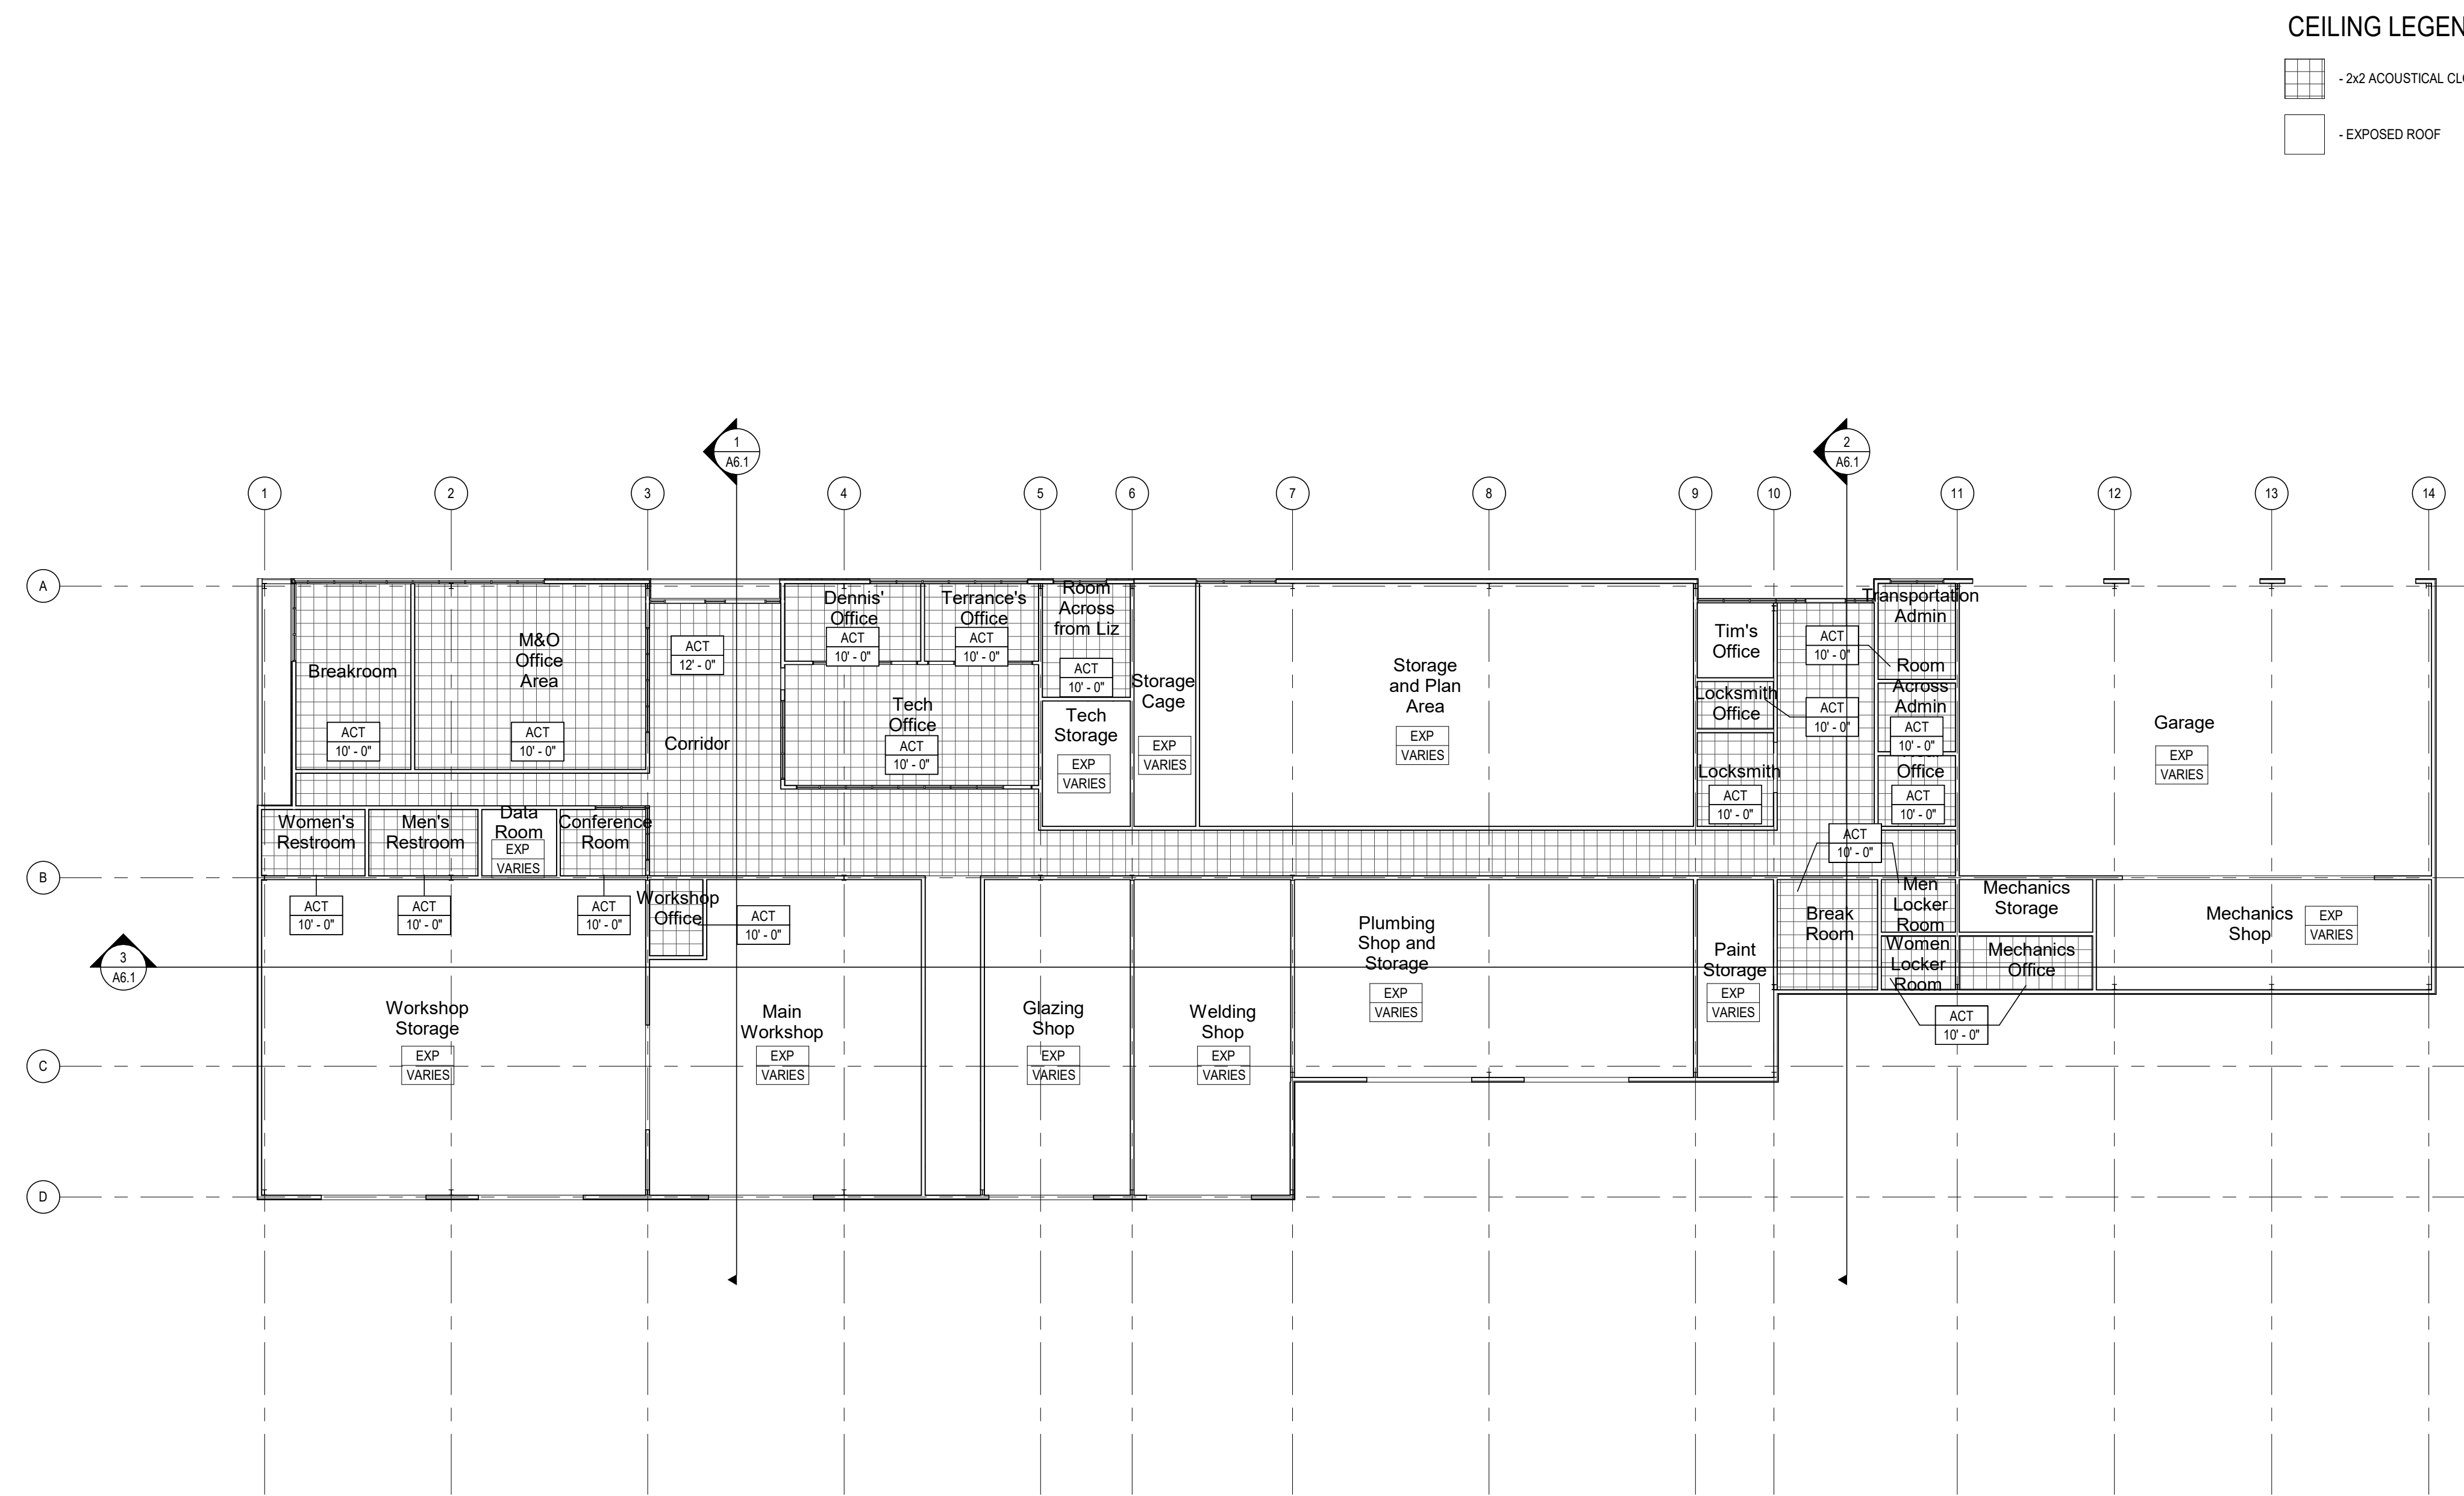 CEILING LEGEN
- 2x2 ACOUSTICAL CL
- EXPOSED ROOF
1
A6.1
2
A6.1
1
2
3
4
5
6
7
8
9
10
11
12
13
14
A
B
C
D
3
A6.1
Breakroom
ACT
10' - 0"
M&O
Office
Area
ACT
10' - 0"
ACT
12' - 0"
Corridor
Dennis'
Office
ACT
10' - 0"
Terrance's
Office
ACT
10' - 0"
Tech
Office
ACT
10' - 0"
Room
Across
from Liz
ACT
10' - 0"
Tech
Storage
EXP
VARIES
Storage
Cage
EXP
VARIES
Storage
and Plan
Area
EXP
VARIES
Tim's
Office
Locksmith
Office
Locksmith
ACT
10' - 0"
ACT
10' - 0"
ACT
10' - 0"
Transportation
Admin
Room
Across
Admin
ACT
10' - 0"
Office
ACT
10' - 0"
Garage
EXP
VARIES
Women's
Restroom
Men's
Restroom
Data
Room
EXP
VARIES
Conference
Room
ACT
10' - 0"
ACT
10' - 0"
ACT
10' - 0"
ACT
10' - 0"
Workshop
Office
ACT
10' - 0"
Workshop
Storage
EXP
VARIES
Main
Workshop
EXP
VARIES
Glazing
Shop
EXP
VARIES
Welding
Shop
EXP
VARIES
Plumbing
Shop and
Storage
EXP
VARIES
Paint
Storage
EXP
VARIES
Break
Room
Men
Locker
Room
Women
Locker
Room
Mechanics
Storage
Mechanics
Office
ACT
10' - 0"
Mechanics
Shop
EXP
VARIES